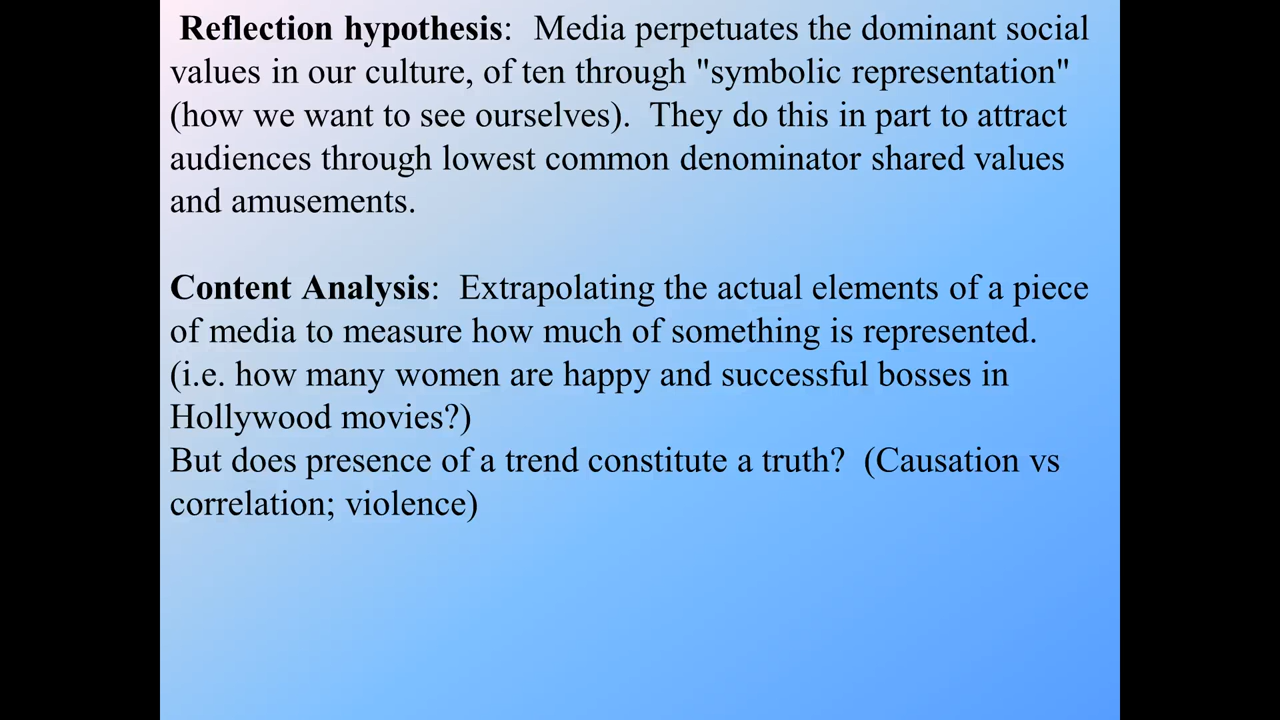 Reflection hypothesis:  Media perpetuates the dominant social
values in our culture, of ten through "symbolic representation"
(how we want to see ourselves).  They do this in part to attract
audiences through lowest common denominator shared values
and amusements.
Content Analysis:  Extrapolating the actual elements of a piece
of media to measure how much of something is represented.
(i.e. how many women are happy and successful bosses in
Hollywood movies?)
But does presence of a trend constitute a truth?  (Causation vs
correlation; violence)